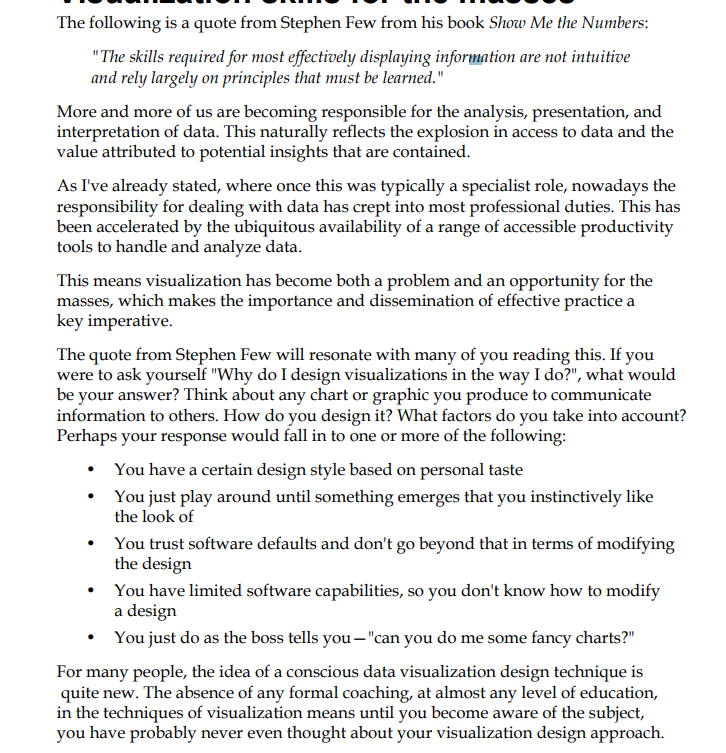 Visualization skills for the masses
The following is a quote from Stephen Few from his book Show Me the Numbers:
"The skills required for most effectively displaying information are not intuitive
and rely largely on principles that must be learned."
More and more of us are becoming responsible for the analysis, presentation, and
interpretation of data. This naturally reflects the explosion in access to data and the
value attributed to potential insights that are contained.
As I've already stated, where once this was typically a specialist role, nowadays the
responsibility for dealing with data has crept into most professional duties. This has
been accelerated by the ubiquitous availability of a range of accessible productivity
tools to handle and analyze data.
This means visualization has become both a problem and an opportunity for the
masses, which makes the importance and dissemination of effective practice a
key imperative.
The quote from Stephen Few will resonate with many of you reading this. If you
were to ask yourself "Why do I design visualizations in the way I do?", what would
be your answer? Think about any chart or graphic you produce to communicate
information to others. How do you design it? What factors do you take into account?
Perhaps your response would fall in to one or more of the following:
• You have a certain design style based on personal taste
• You just play around until something emerges that you instinctively like
the look of
• You trust software defaults and don't go beyond that in terms of modifying
the design
• You have limited software capabilities, so you don't know how to modify
a design
• You just do as the boss tells you—"can you do me some fancy charts?"
For many people, the idea of a conscious data visualization design technique is
quite new. The absence of any formal coaching, at almost any level of education,
in the techniques of visualization means until you become aware of the subject,
you have probably never even thought about your visualization design approach.